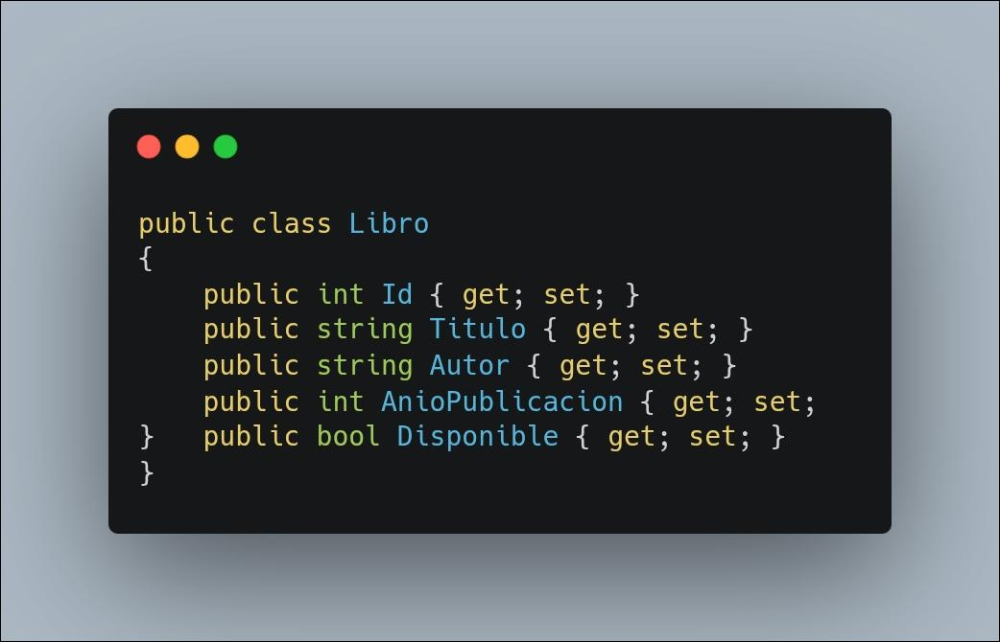 public class Libro
{
    public int Id { get; set; }
    public string Titulo { get; set; }
    public string Autor { get; set; }
    public int AnioPublicacion { get; set;
}   public bool Disponible { get; set; }
}